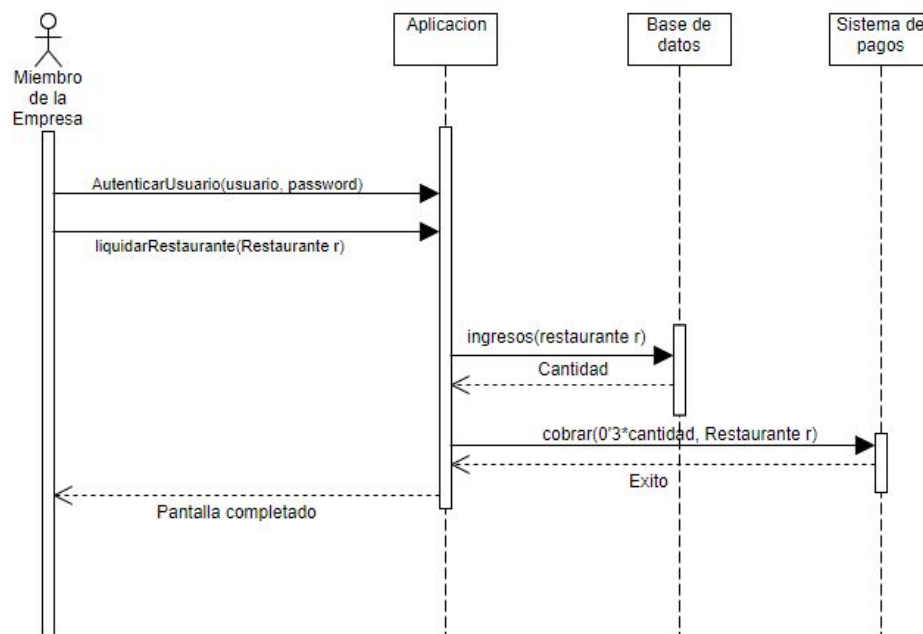 Aplicacion
Base de
datos
Sistema de
pagos
Miembro
de la
Empresa
AutenticarUsuario(usuario, password)
liquidarRestaurante(Restaurante r)
ingresos(restaurante r)
Cantidad
cobrar(0'3*cantidad, Restaurante r)
Exito
Pantalla completado